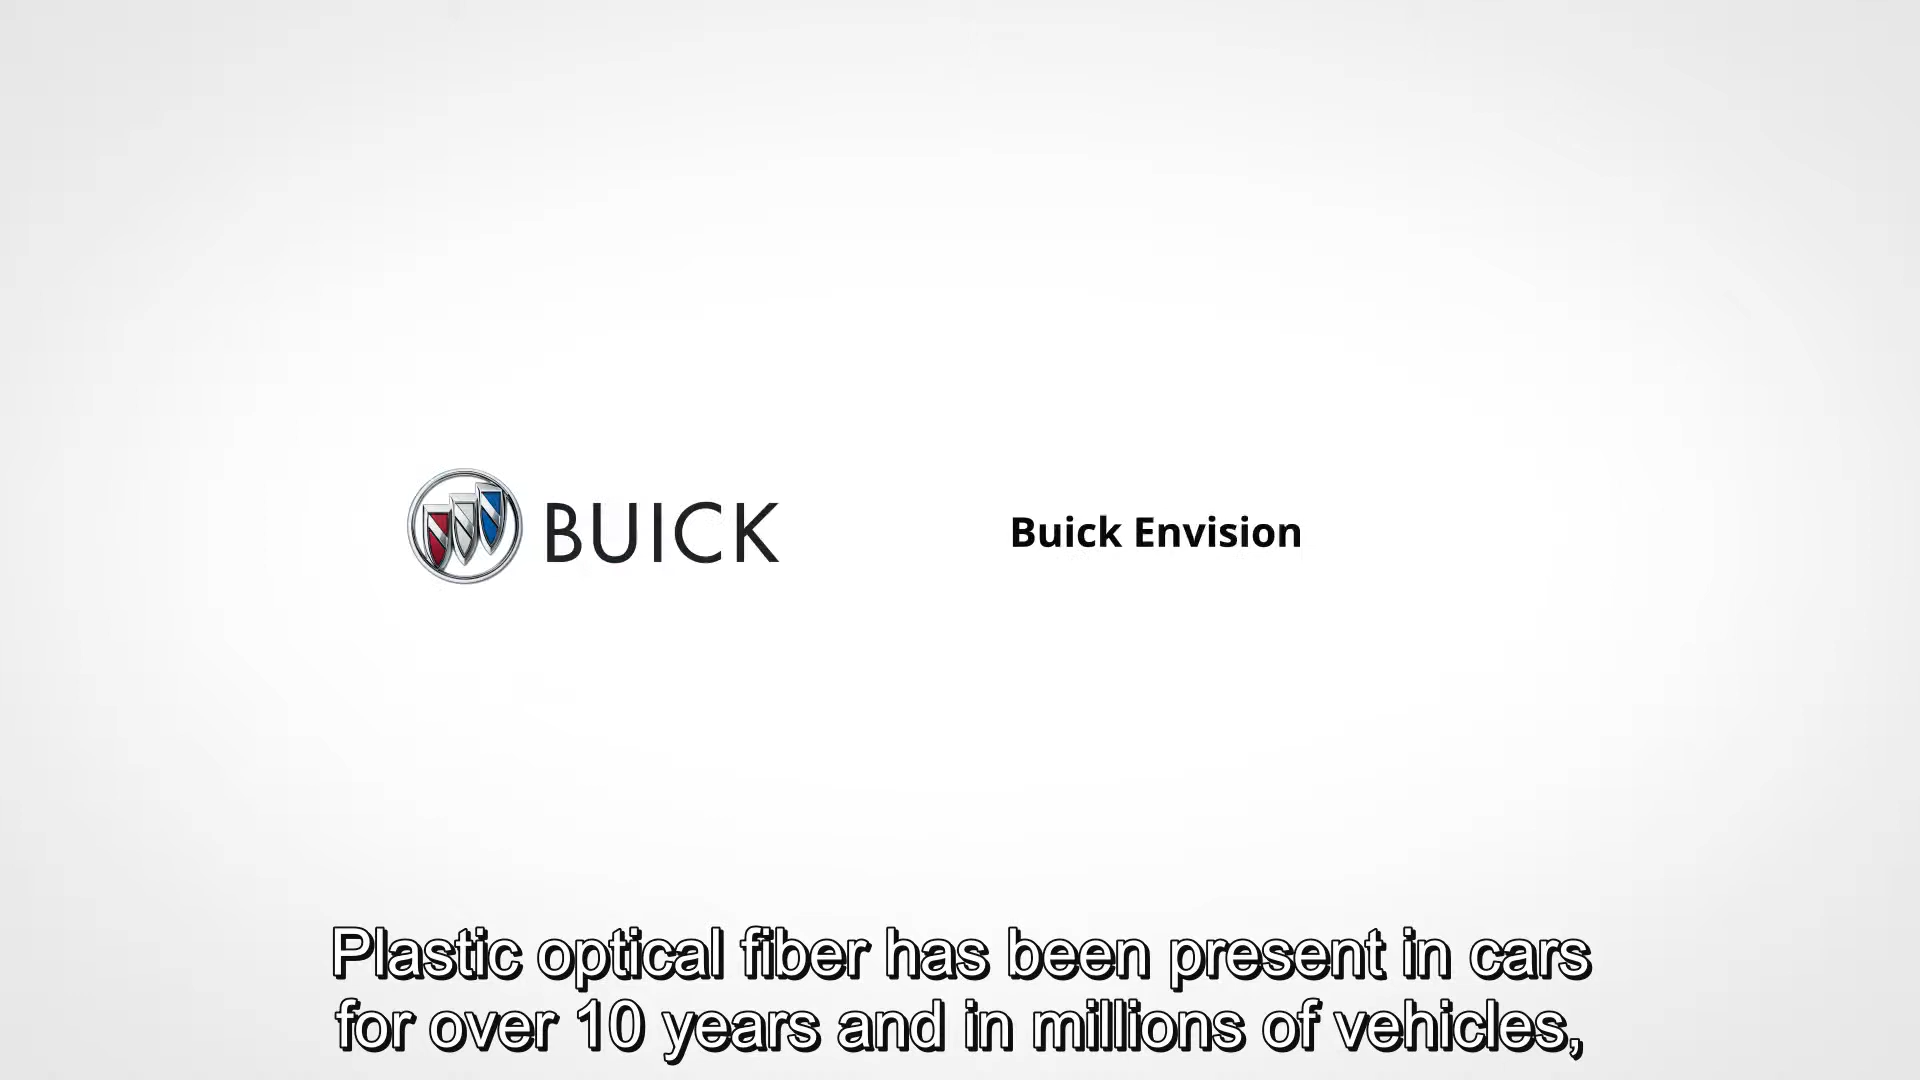 BUICK
Buick Envision
Plastic optical fiber has been present in cars
for over 10 years and in millions of vehicles,